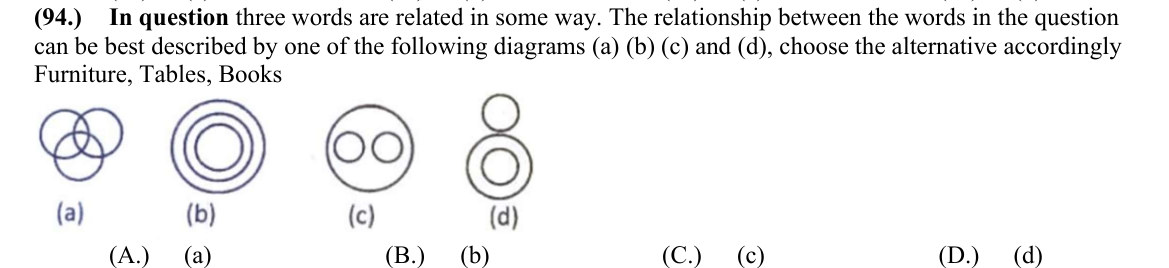 (94.) In question three words are related in some way. The relationship between the words in the question
can be best described by one of the following diagrams (a) (b) (c) and (d), choose the alternative accordingly
Furniture, Tables, Books
(a) (b) (c) (d)
(A.) (a) (B.) (b) (C.) (c) (D.) (d)